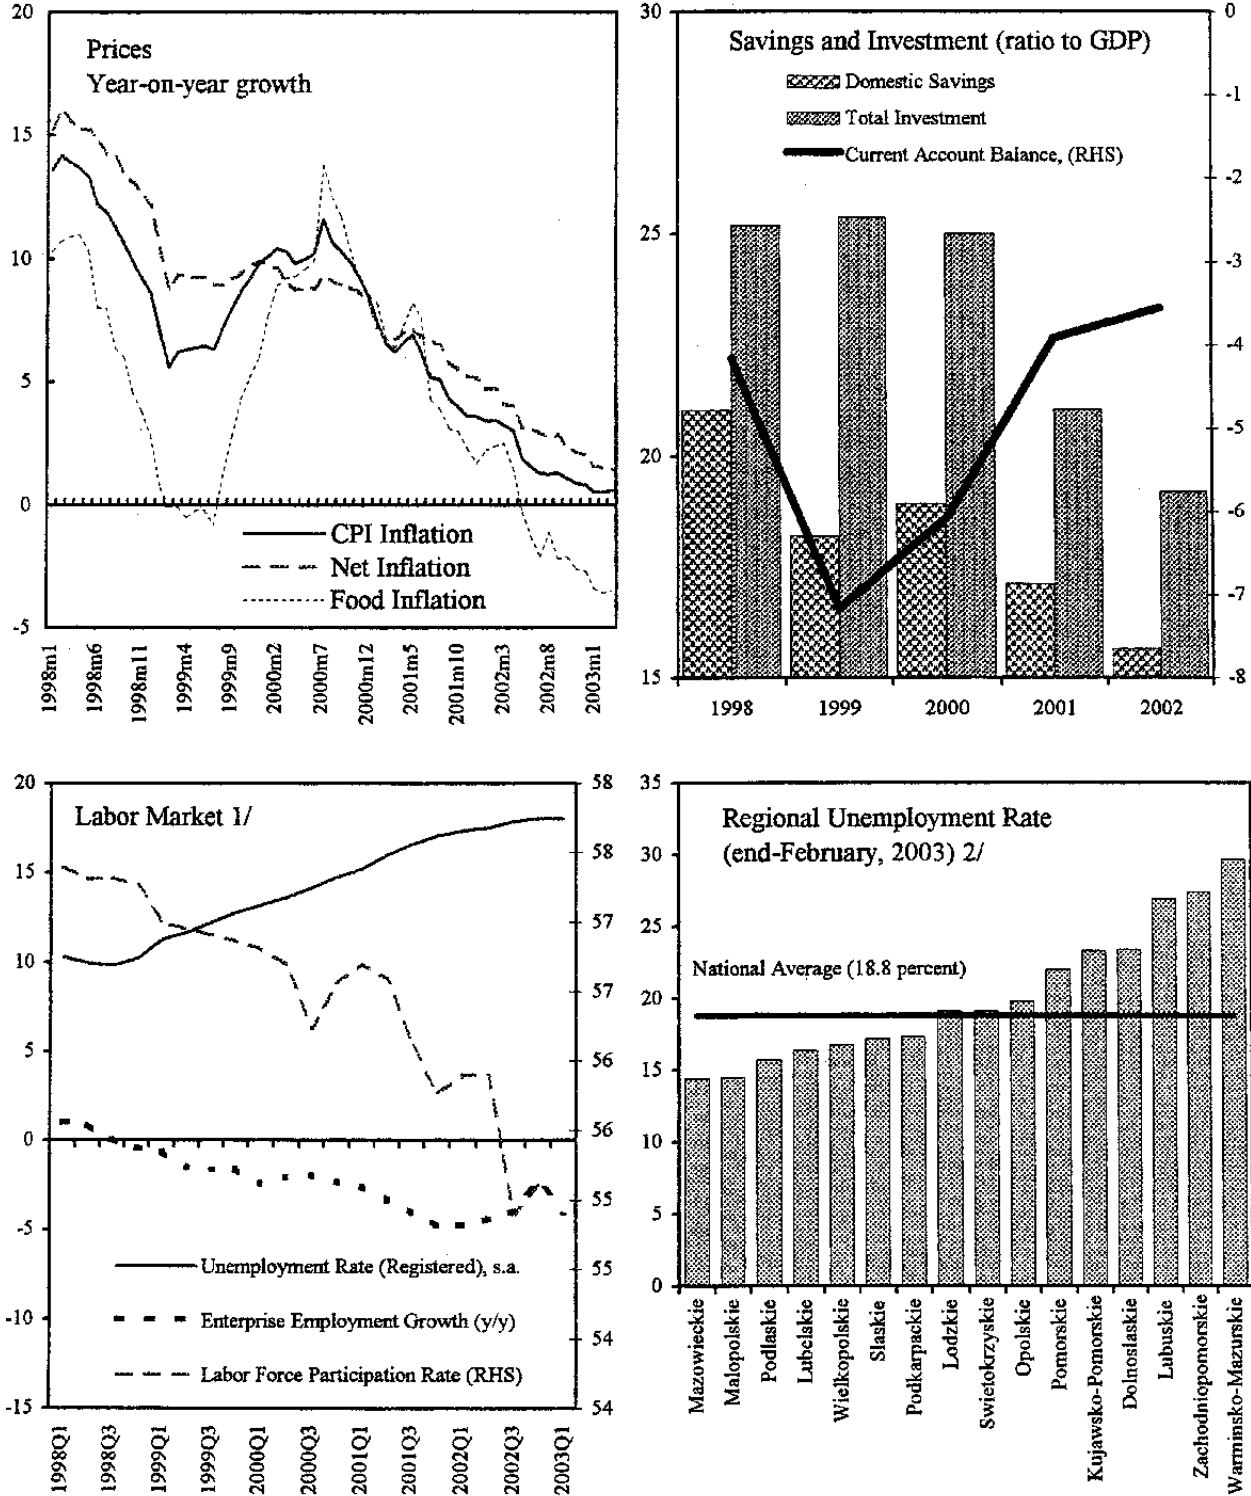 Prices
Year-on-year growth
20
15
10
5
0
-5
CPI Inflation
Net Inflation
Food Inflation
1998m1
1998m6
1998m11
1999m4
1999m9
2000m2
2000m7
2000m12
2001m5
2001m10
2002m3
2002m8
2003m1
Savings and Investment (ratio to GDP)
Domestic Savings
Total Investment
Current Account Balance, (RHS)
30
25
20
15
0
-1
-2
-3
-4
-5
-6
-7
-8
1998
1999
2000
2001
2002
Labor Market 1/
20
15
10
5
0
-5
-10
-15
58
58
57
57
56
56
55
55
54
54
Unemployment Rate (Registered), s.a.
Enterprise Employment Growth (y/y)
Labor Force Participation Rate (RHS)
1998Q1
1998Q3
1999Q1
1999Q3
2000Q1
2000Q3
2001Q1
2001Q3
2002Q1
2002Q3
2003Q1
Regional Unemployment Rate
(end-February, 2003) 2/
35
30
25
20
15
10
5
0
National Average (18.8 percent)
Mazowieckie
Malopolskie
Podlaskie
Lubelskie
Wielkopolskie
Slaskie
Podkarpackie
Lodzkie
Swietokrzyskie
Opolskie
Pomorskie
Kujawsko-Pomorskie
Dolnoslaskie
Lubuskie
Zachodniopomorskie
Warminsko-Mazurskie